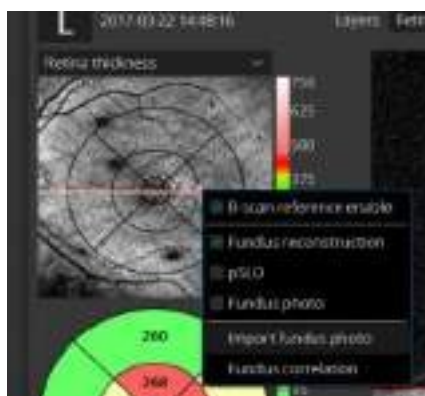 L 2017-03-22 14:48:16 Layers
Retina thickness
750
625
500
375
B-scan reference enable
Fundus reconstruction
pSLO
Fundus photo
Import fundus photo
Fundus correlation
260
268